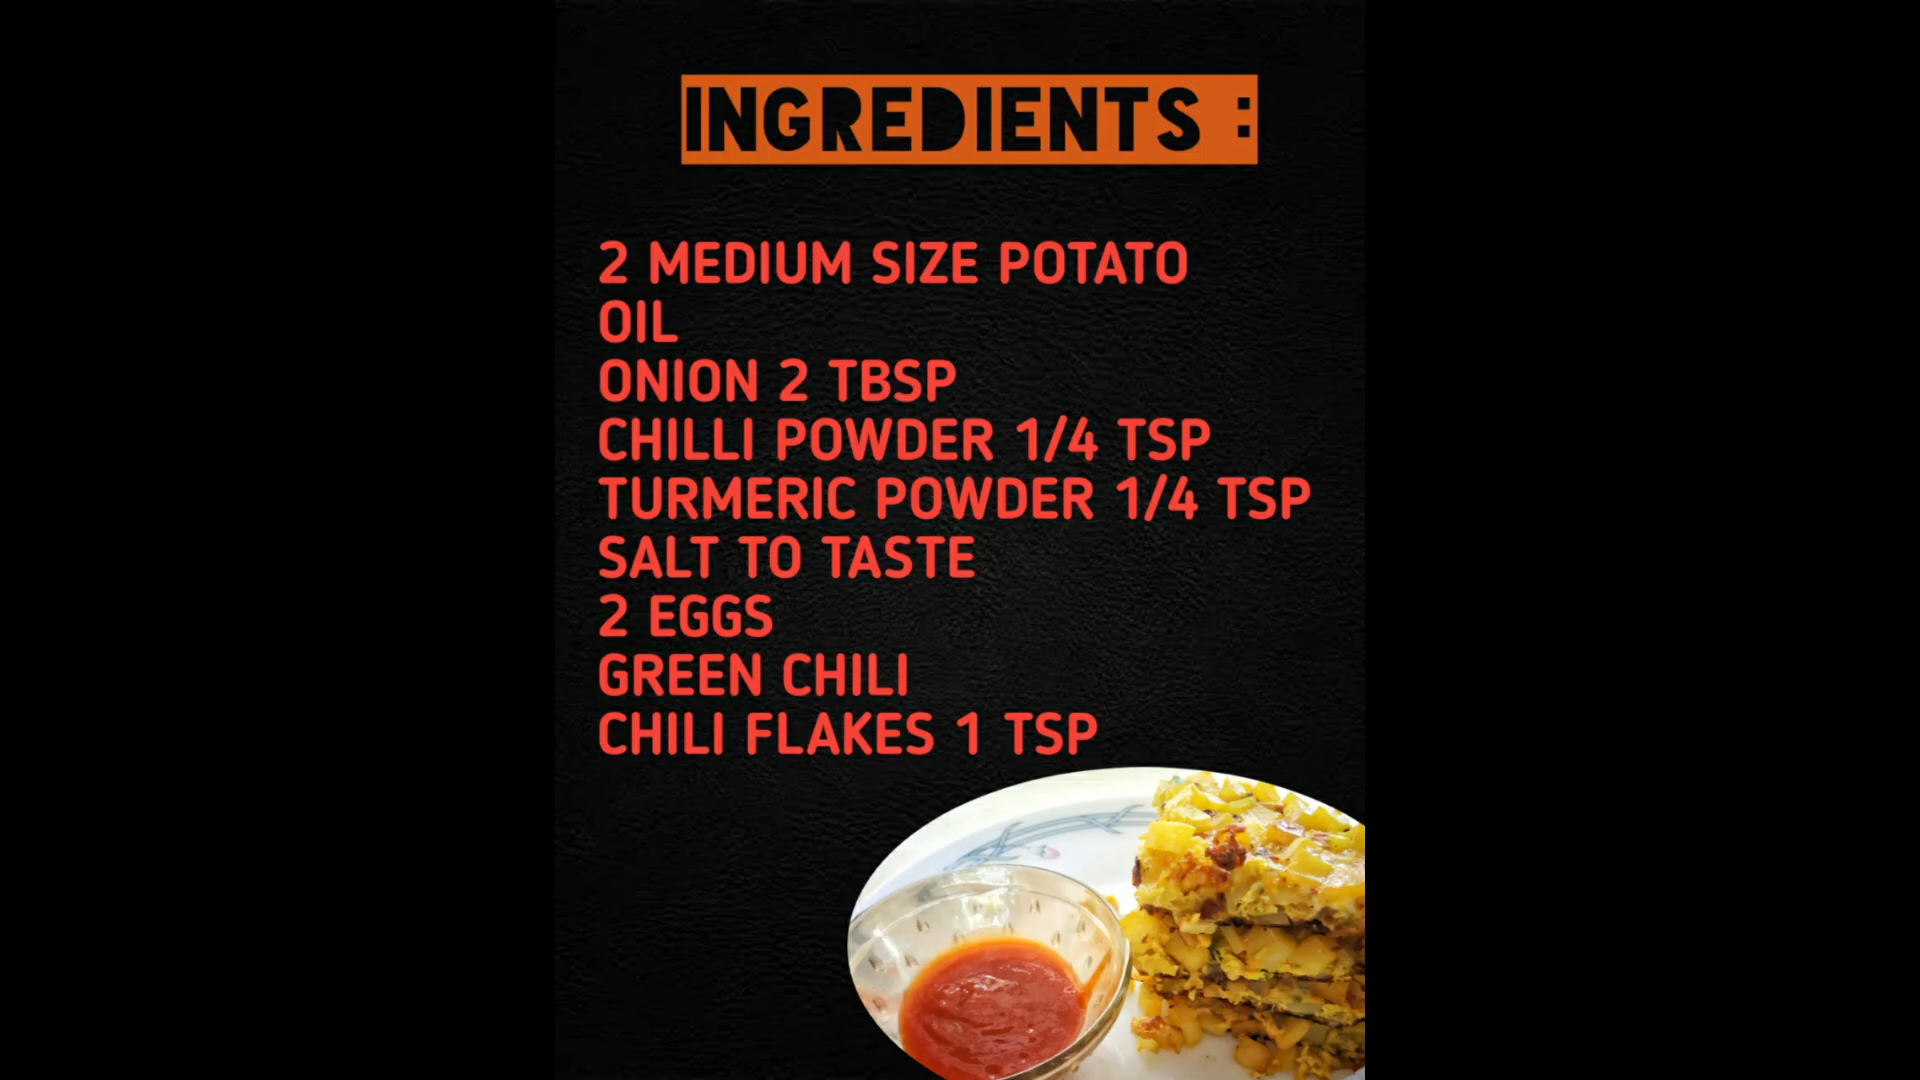 INGREDIENTS :
2 MEDIUM SIZE POTATO
OIL
ONION 2 TBSP
CHILLI POWDER 1/4 TSP
TURMERIC POWDER 1/4 TSP
SALT TO TASTE
2 EGGS
GREEN CHILI
CHILI FLAKES 1 TSP